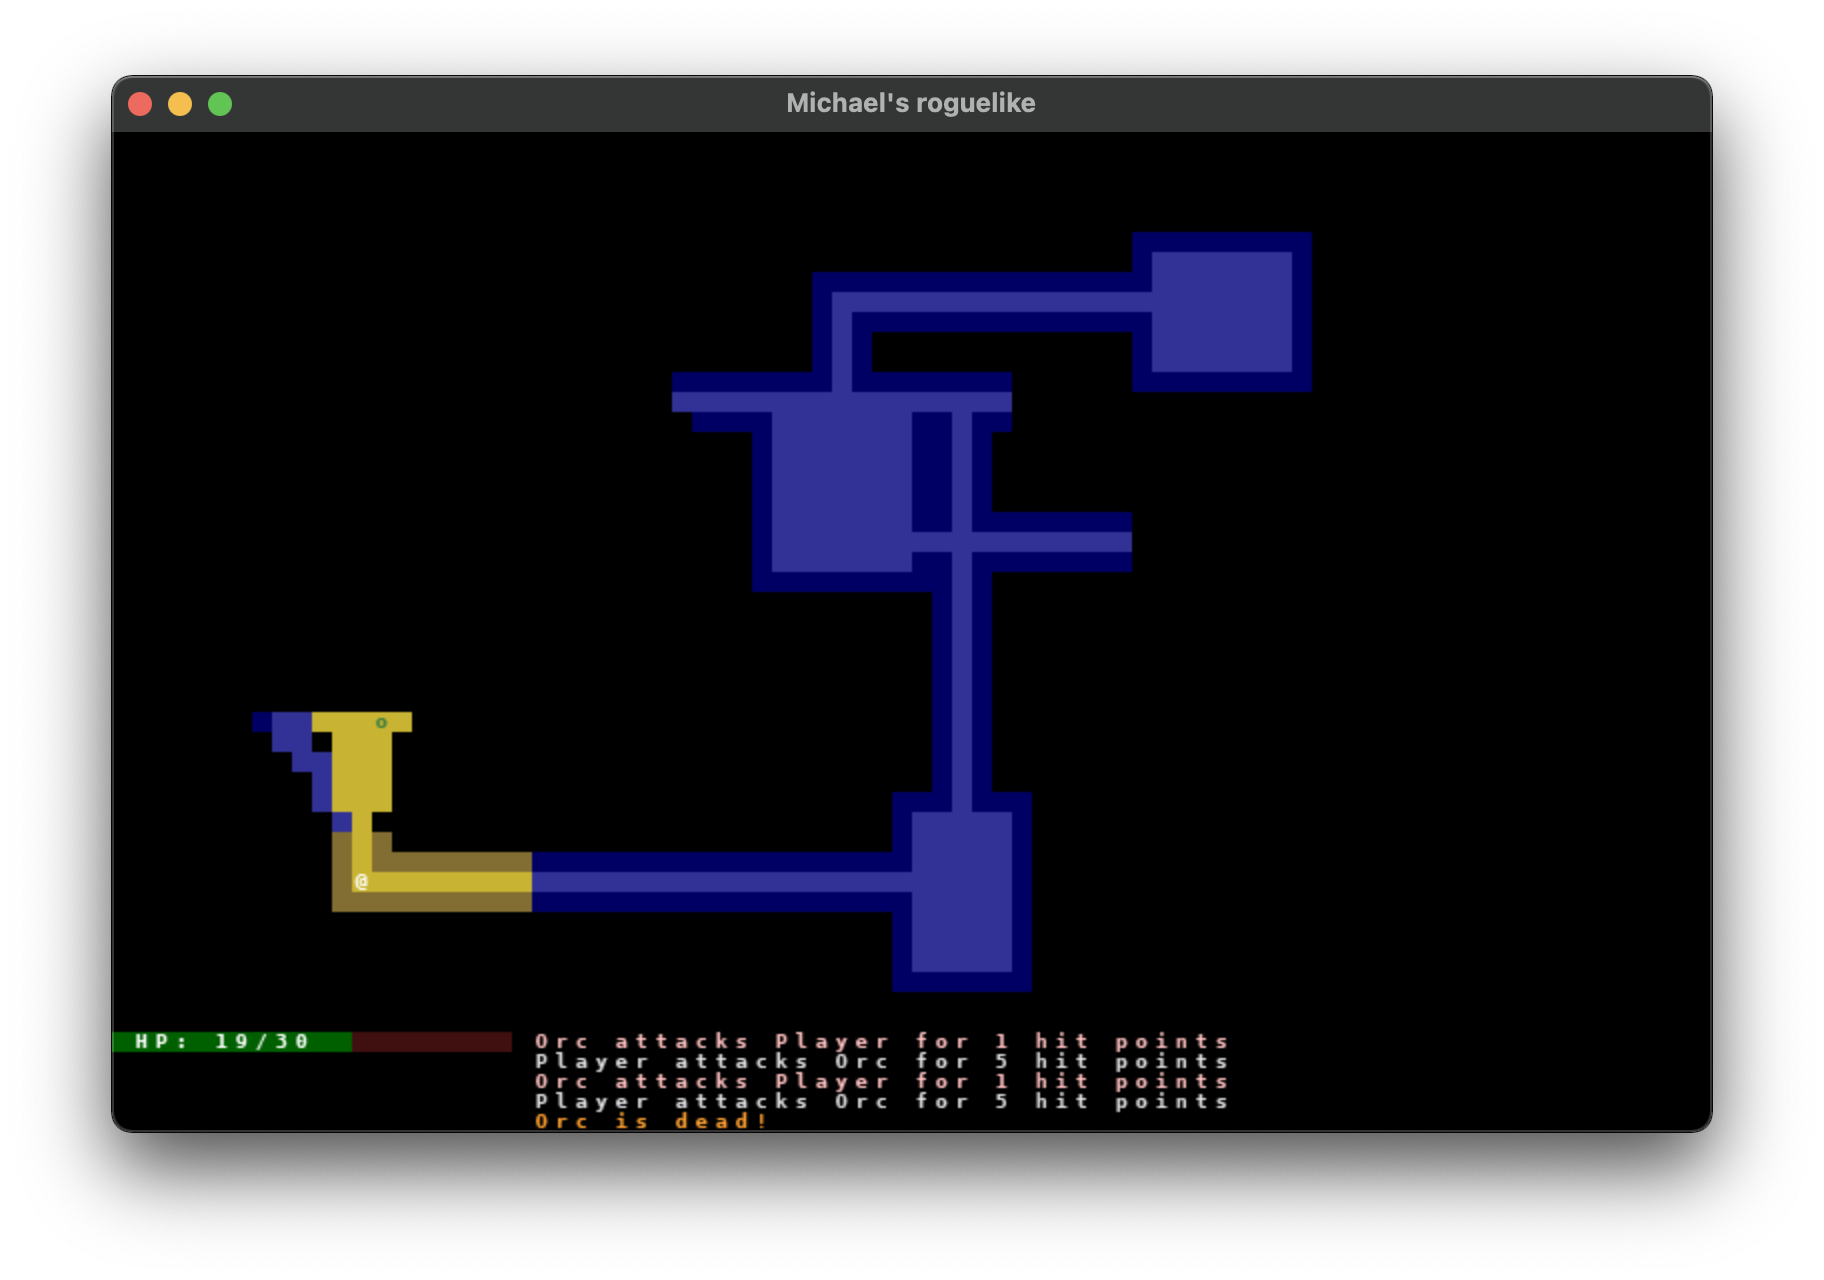 Michael's roguelike
o
@
HP: 19/30
Orc attacks Player for 1 hit points
Player attacks Orc for 5 hit points
Orc attacks Player for 1 hit points
Player attacks Orc for 5 hit points
Orc is dead!